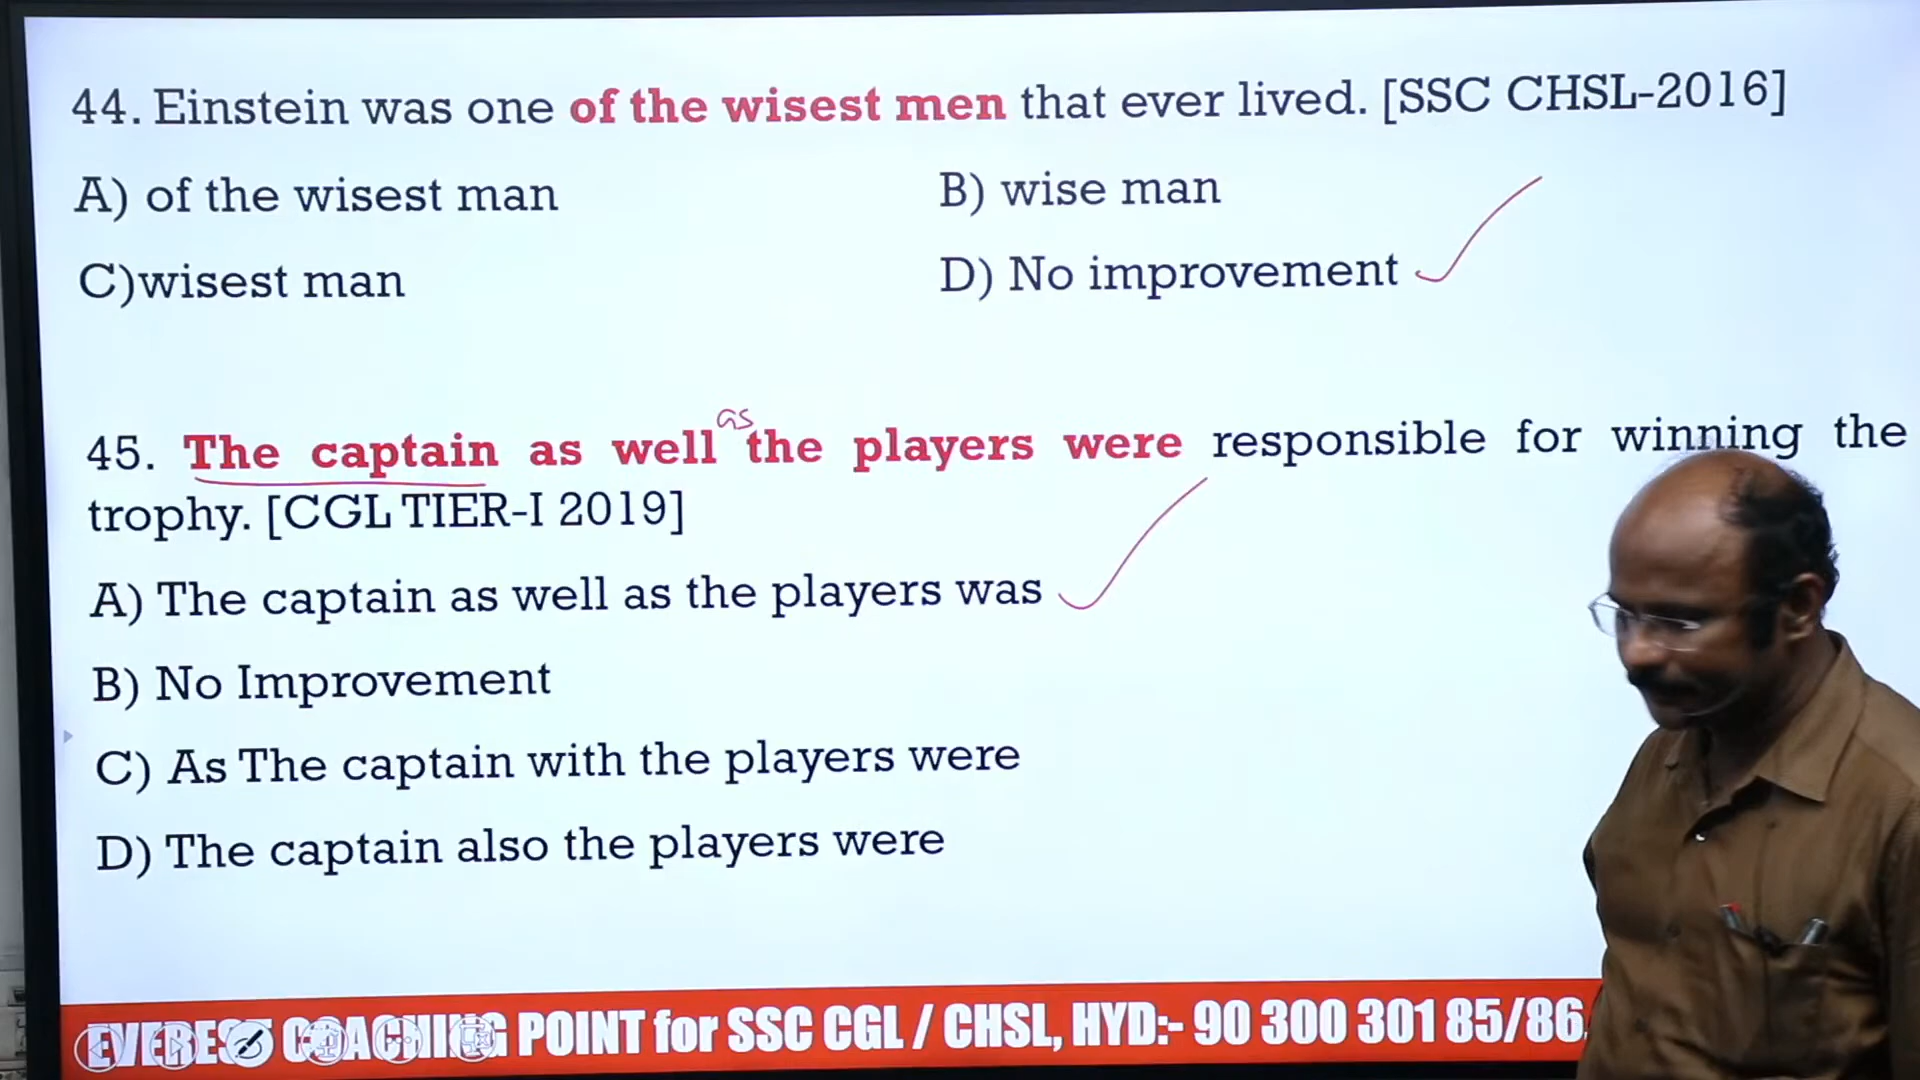 44. Einstein was one of the wisest men that ever lived. [SSC CHSL-2016]
A) of the wisest man
B) wise man
C)wisest man
D) No improvement
as
45. The captain as well the players were responsible for winning the
trophy. [CGL TIER-I 2019]
A) The captain as well as the players was
B) No Improvement
C) As The captain with the players were
D) The captain also the players were
EVEREST COACHING POINT for SSC CGL / CHSL, HYD:- 90 300 301 85/86.